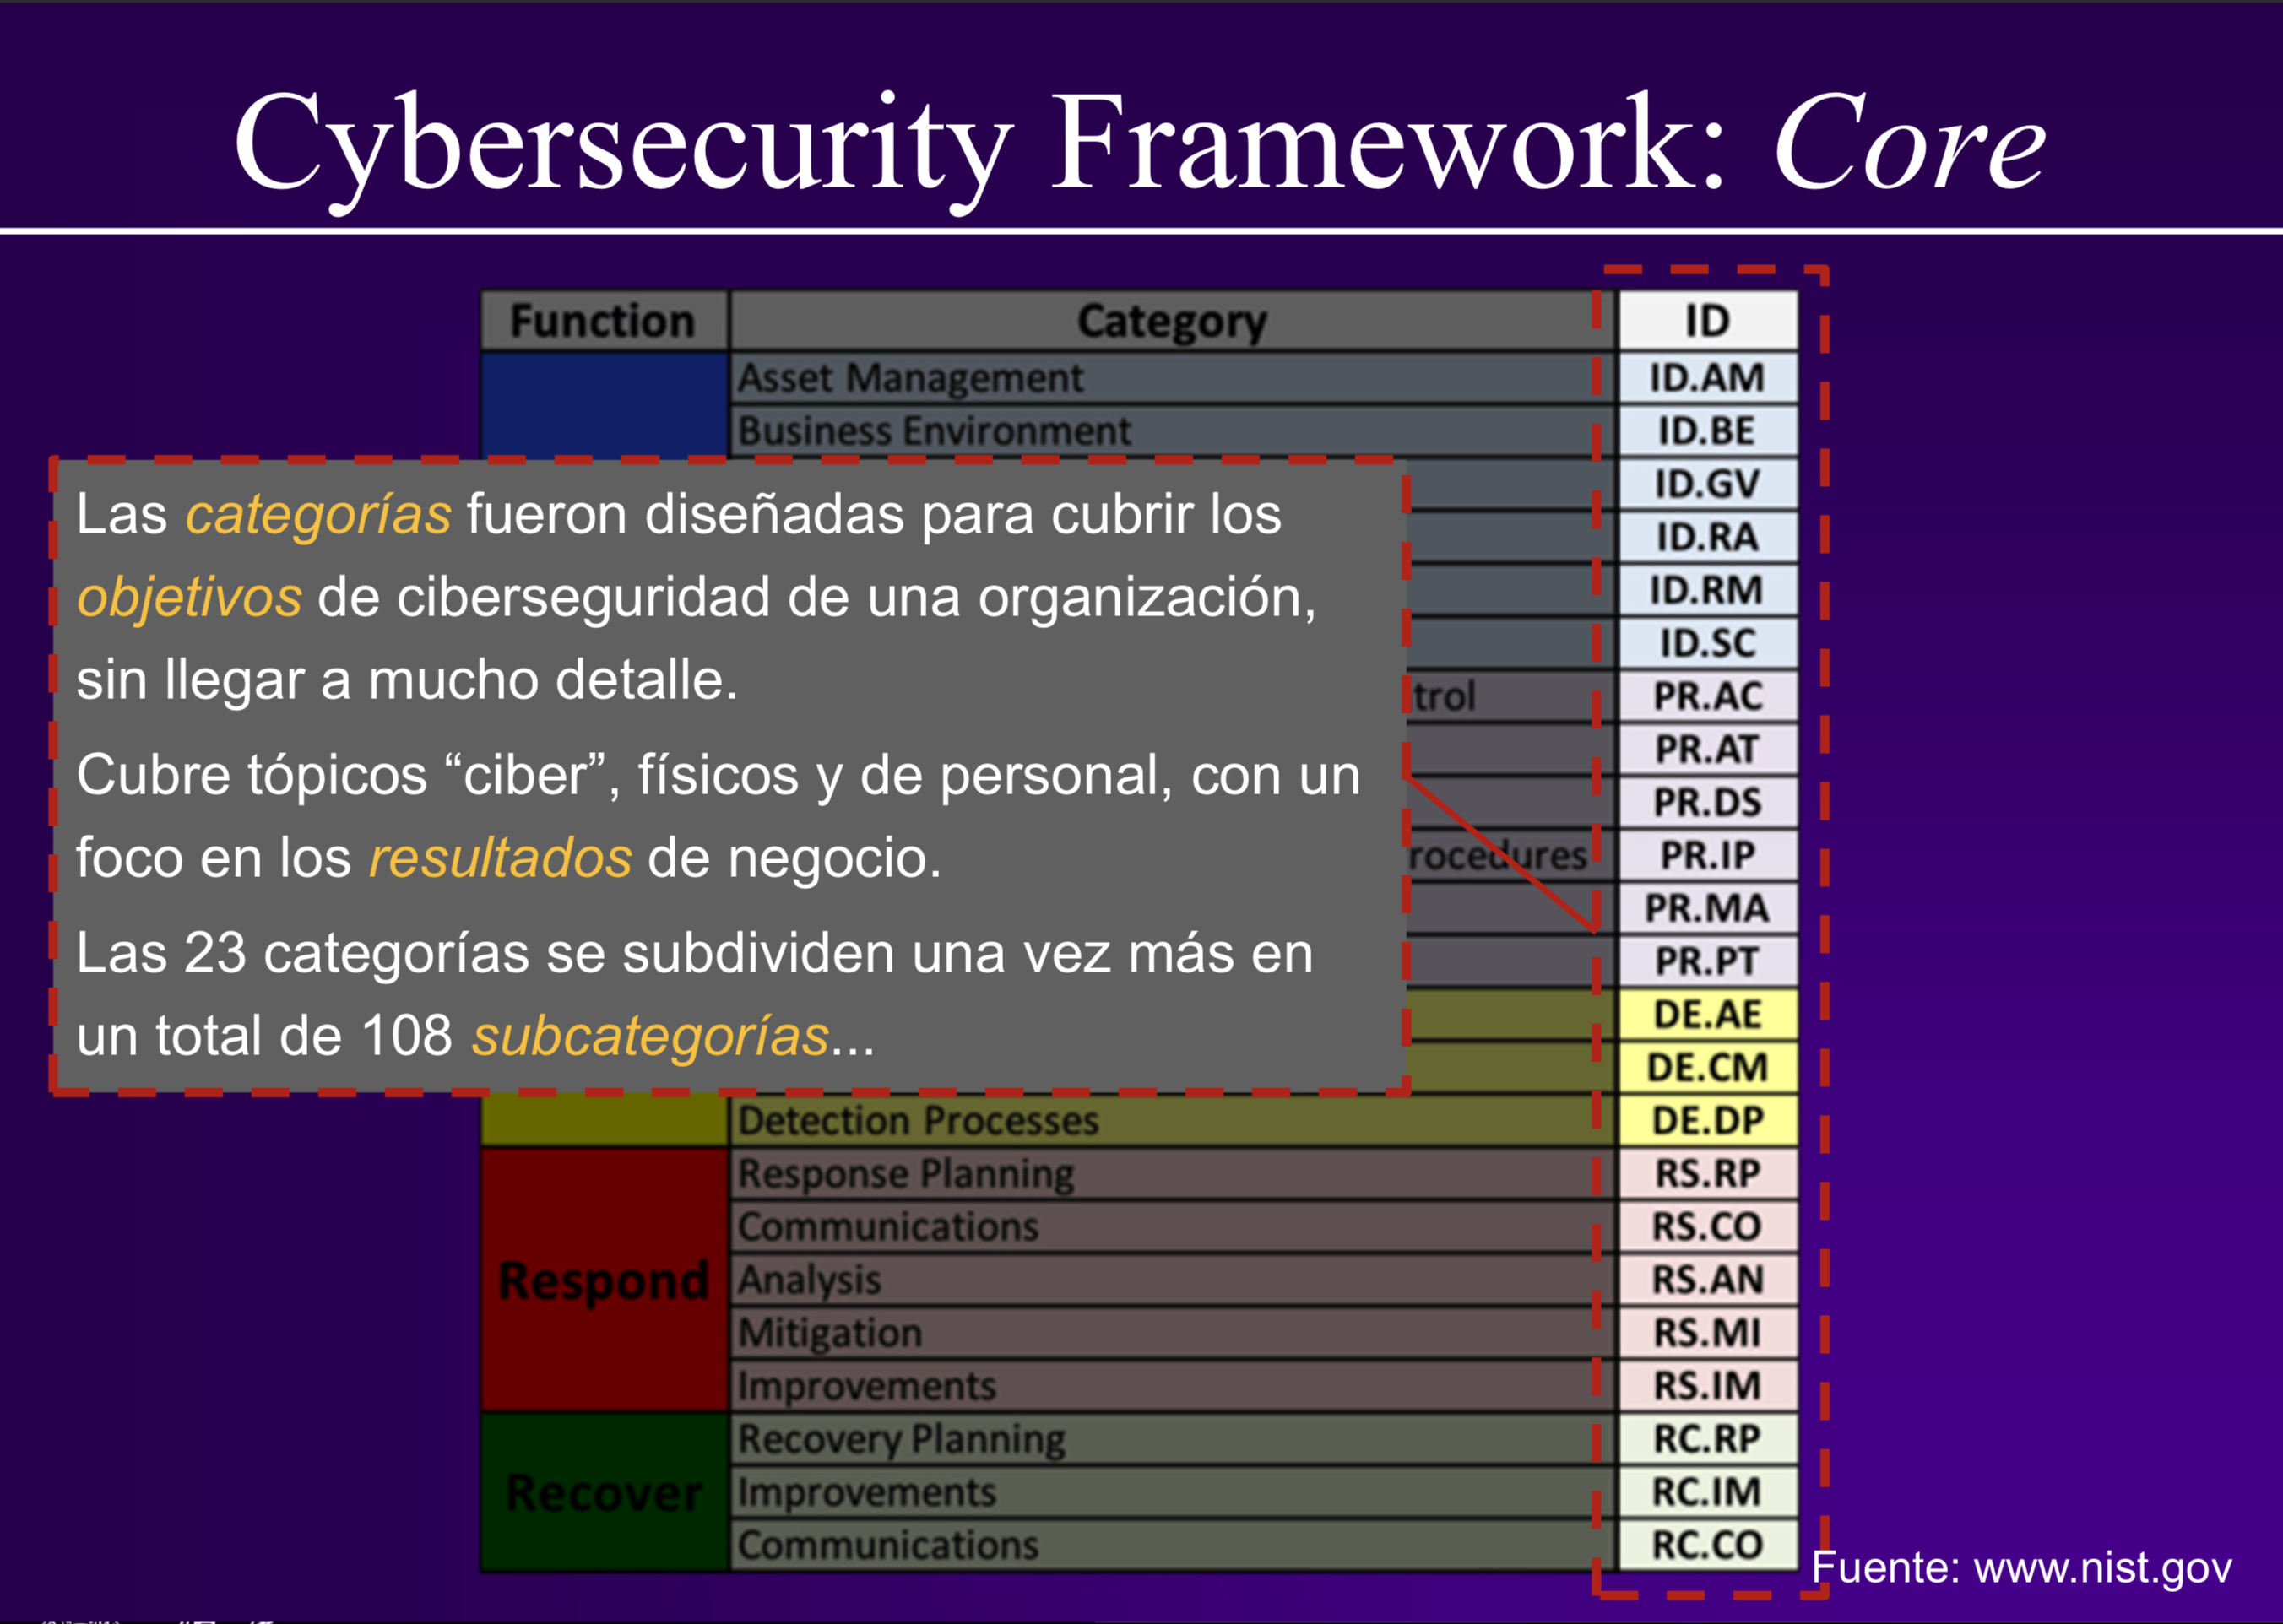 Cybersecurity Framework: Core
Function Category ID
Asset Management ID.AM
Business Environment ID.BE
ID.GV
ID.RA
ID.RM
ID.SC
trol PR.AC
PR.AT
PR.DS
rocedures PR.IP
PR.MA
PR.PT
DE.AE
DE.CM
Detection Processes DE.DP
Respond
Response Planning RS.RP
Communications RS.CO
Analysis RS.AN
Mitigation RS.MI
Improvements RS.IM
Recover
Recovery Planning RC.RP
Improvements RC.IM
Communications RC.CO
Las categorías fueron diseñadas para cubrir los
objetivos de ciberseguridad de una organización,
sin llegar a mucho detalle.
Cubre tópicos “ciber”, físicos y de personal, con un
foco en los resultados de negocio.
Las 23 categorías se subdividen una vez más en
un total de 108 subcategorías...
Fuente: www.nist.gov